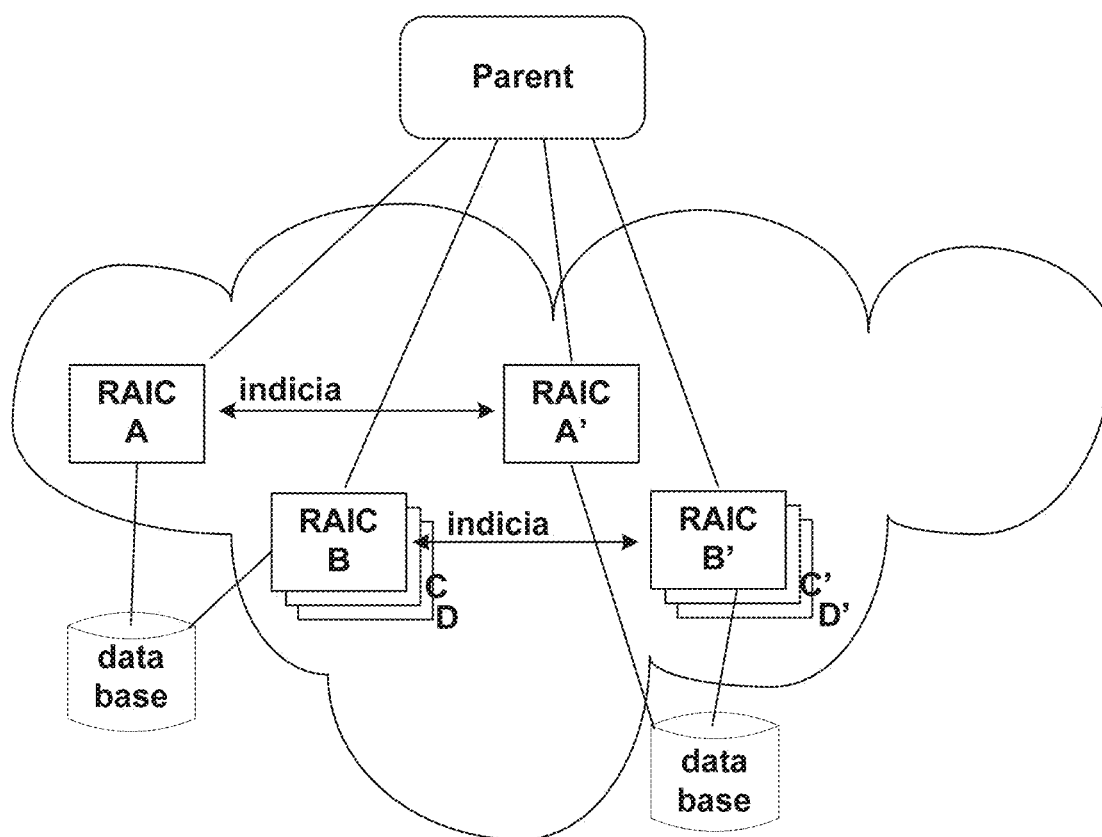 Parent
RAIC
A
indicia
RAIC
A'
RAIC
B
C
D
indicia
RAIC
B'
C'
D'
data
base
data
base